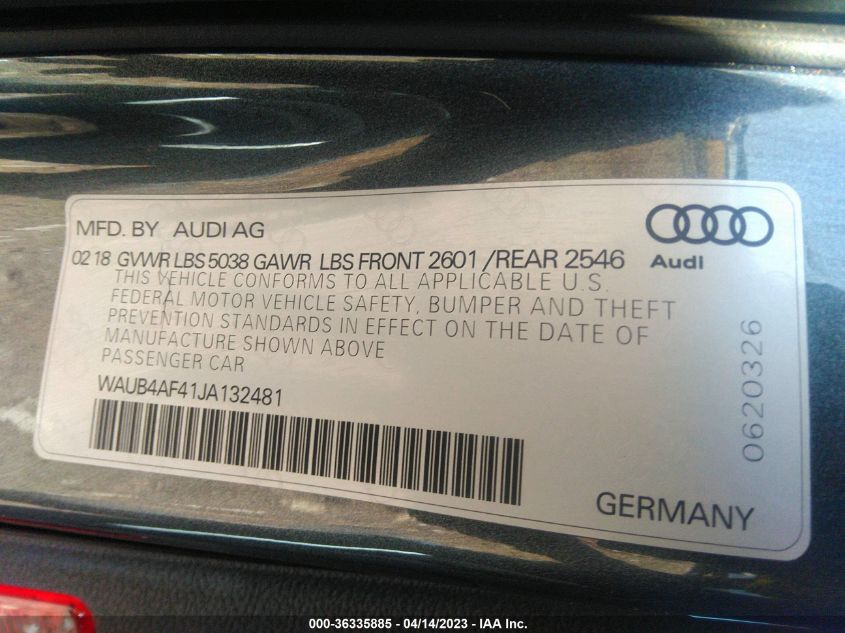 MFD. BY AUDI AG
Audi
02 18 GVWR LBS 5038 GAWR LBS FRONT 2601 /REAR 2546
THIS VEHICLE CONFORMS TO ALL APPLICABLE U.S.
FEDERAL MOTOR VEHICLE SAFETY, BUMPER AND THEFT
PREVENTION STANDARDS IN EFFECT ON THE DATE OF
MANUFACTURE SHOWN ABOVE
PASSENGER CAR
WAUB4AF41JA132481
0620326
GERMANY
000-36335885 - 04/14/2023 - IAA Inc.